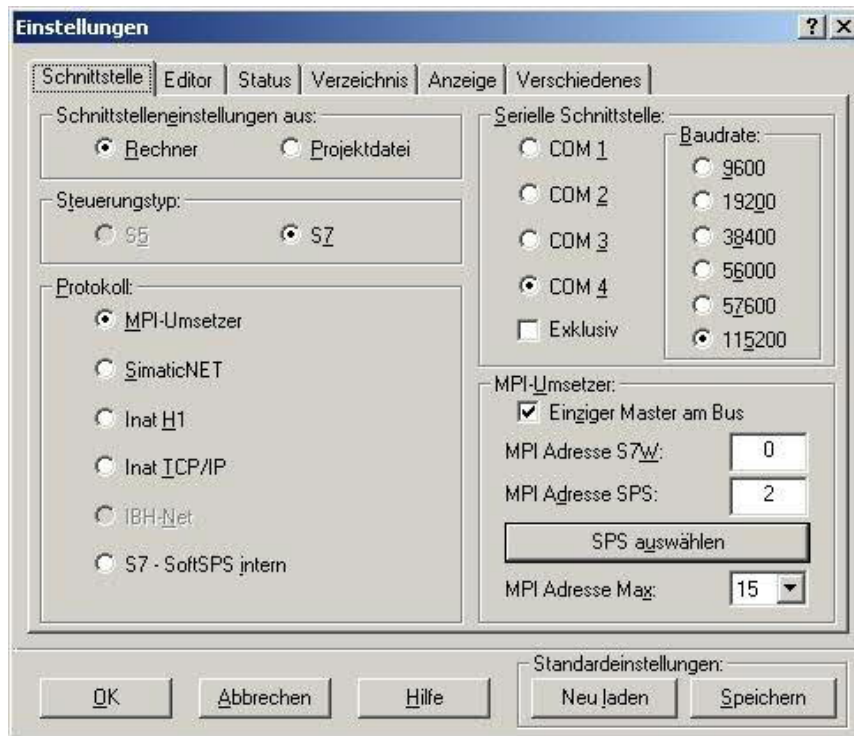 Einstellungen
Schnittstelle Editor Status Verzeichnis Anzeige Verschiedenes
Schnittstelleneinstellungen aus:
Rechner Projektdatei
Steuerungstyp:
S5 S7
Protokoll:
MPI-Umsetzer
SimaticNET
Inat H1
Inat TCP/IP
IBH-Net
S7 - SoftSPS intern
Serielle Schnittstelle:
COM 1
COM 2
COM 3
COM 4
Exklusiv
Baudrate:
9600
19200
38400
56000
57600
115200
MPI-Umsetzer:
Einziger Master am Bus
MPI Adresse S7W: 0
MPI Adresse SPS: 2
SPS auswählen
MPI Adresse Max: 15
OK Abbrechen Hilfe
Standardeinstellungen:
Neu laden Speichern